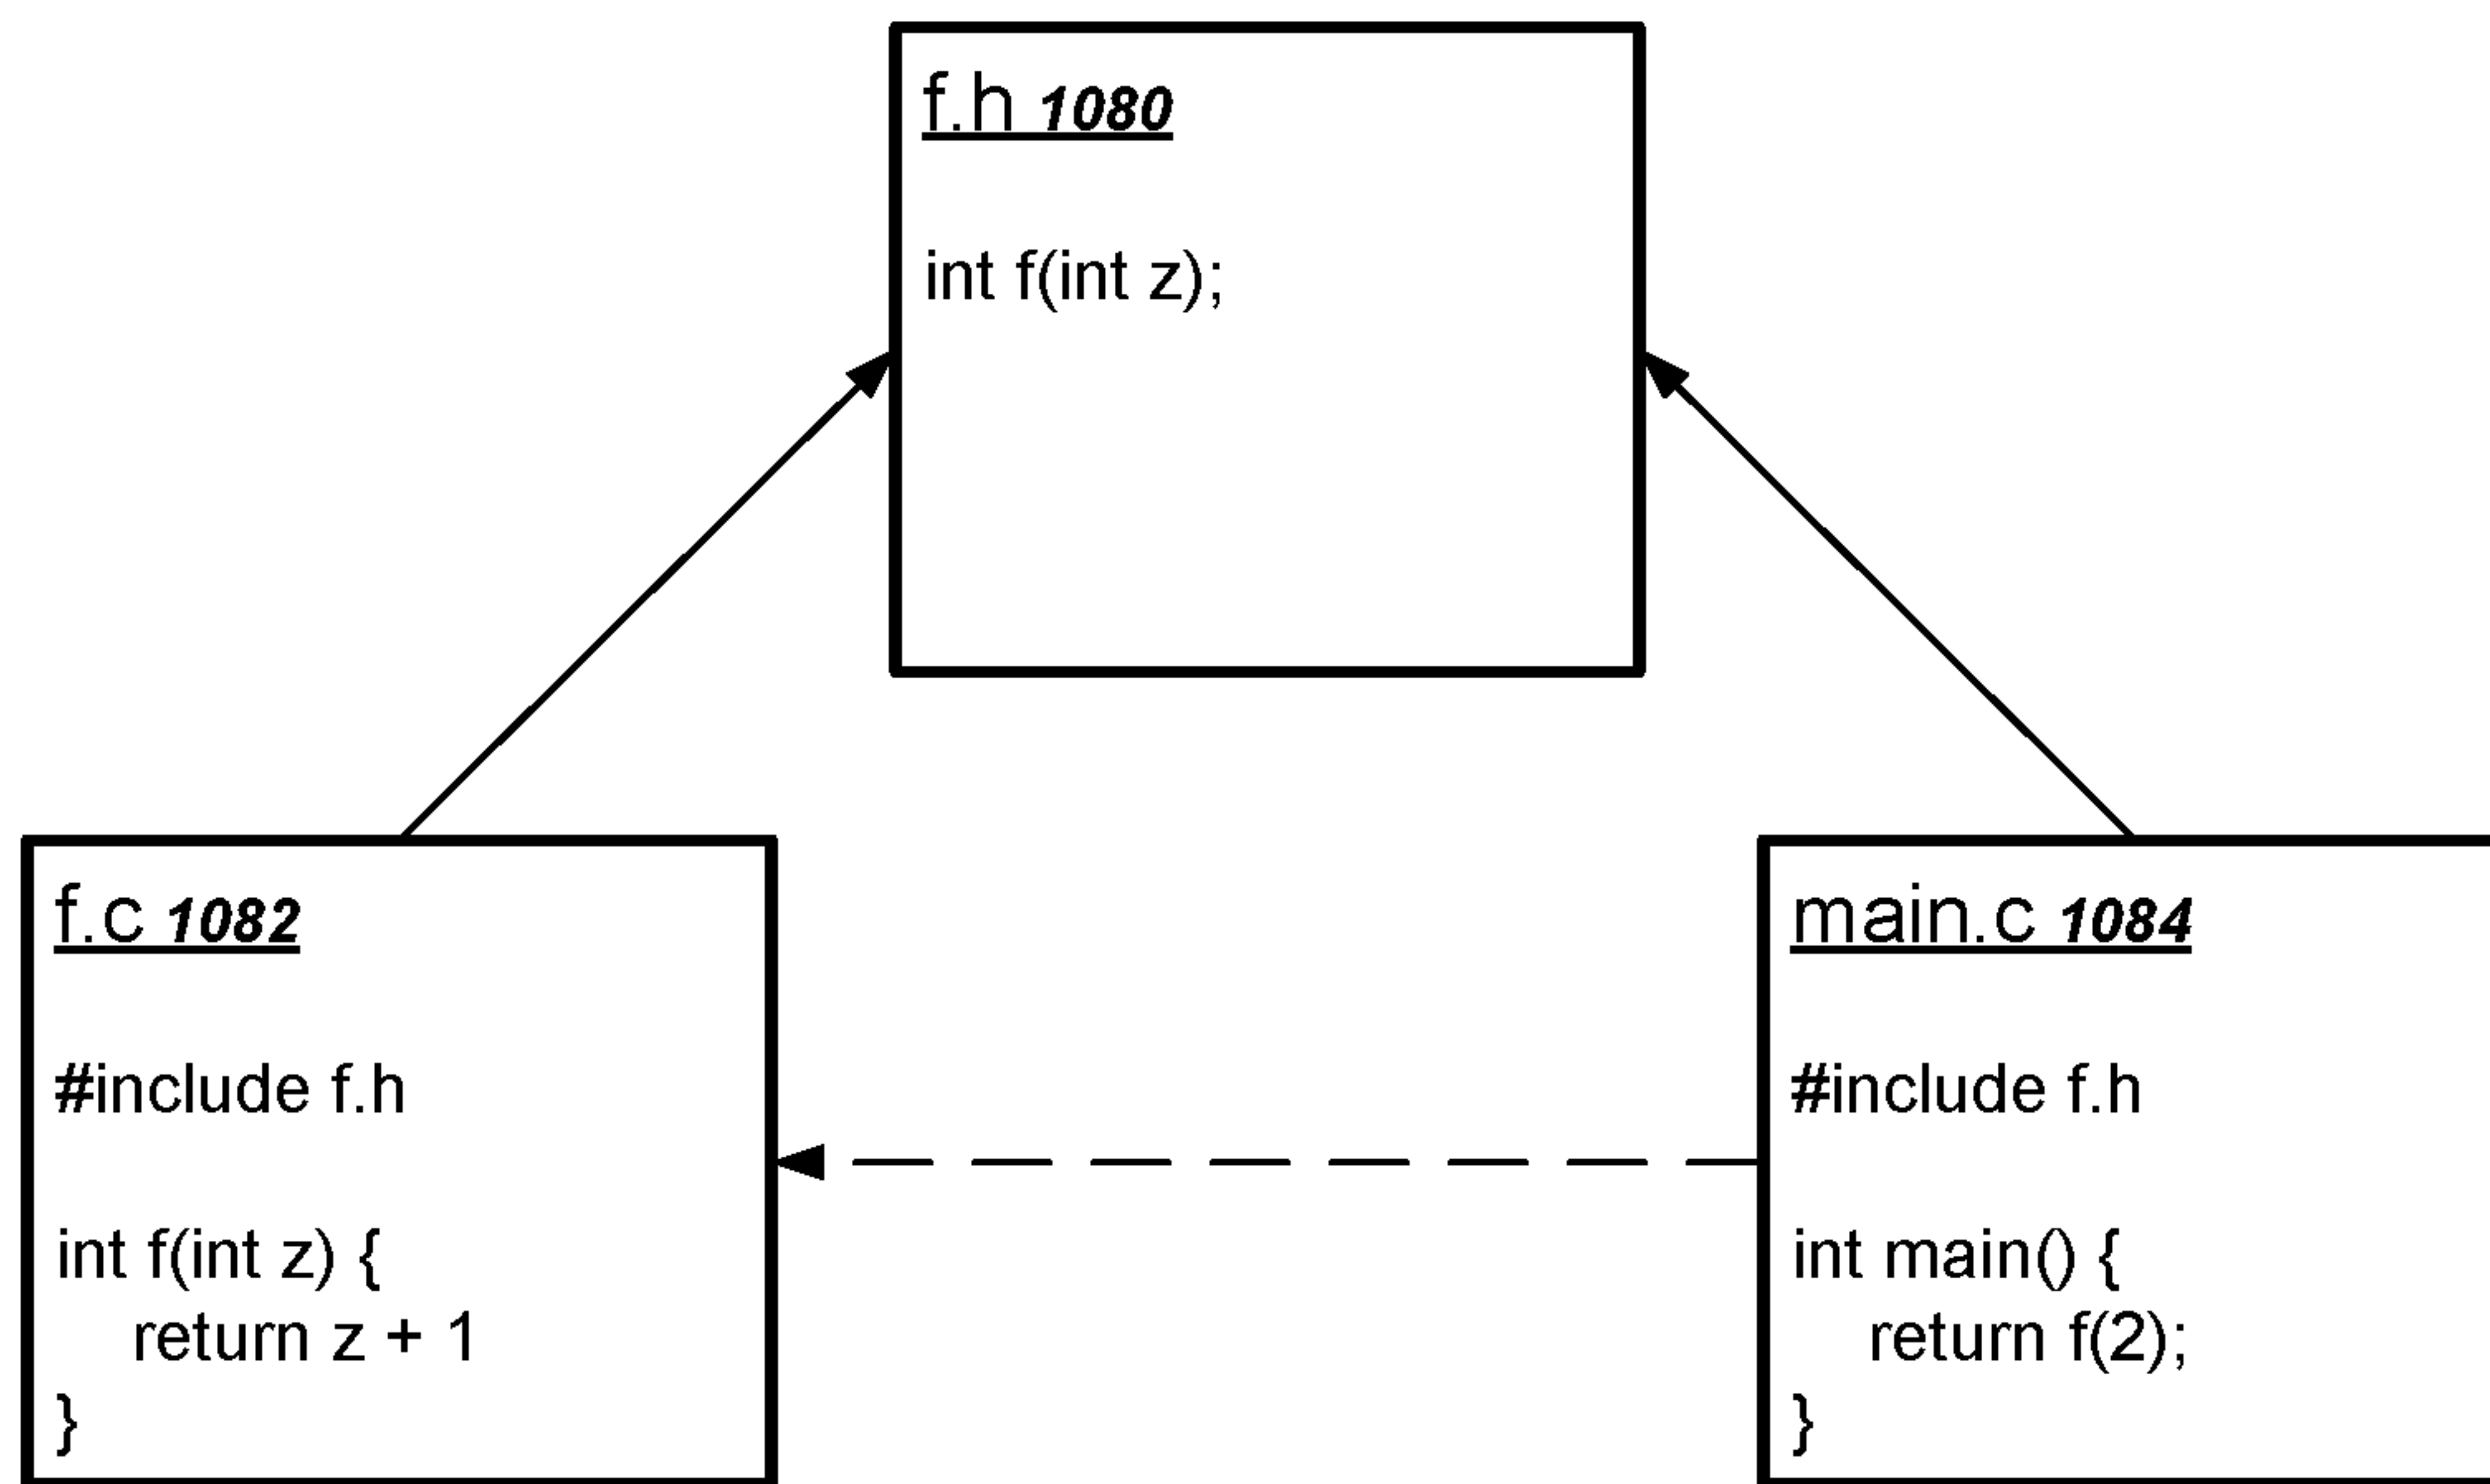 f.h 1080
int f(int z);
f.c 1082
#include f.h
int f(int z) {
return z + 1
}
main.c 1084
#include f.h
int main() {
return f(2);
}